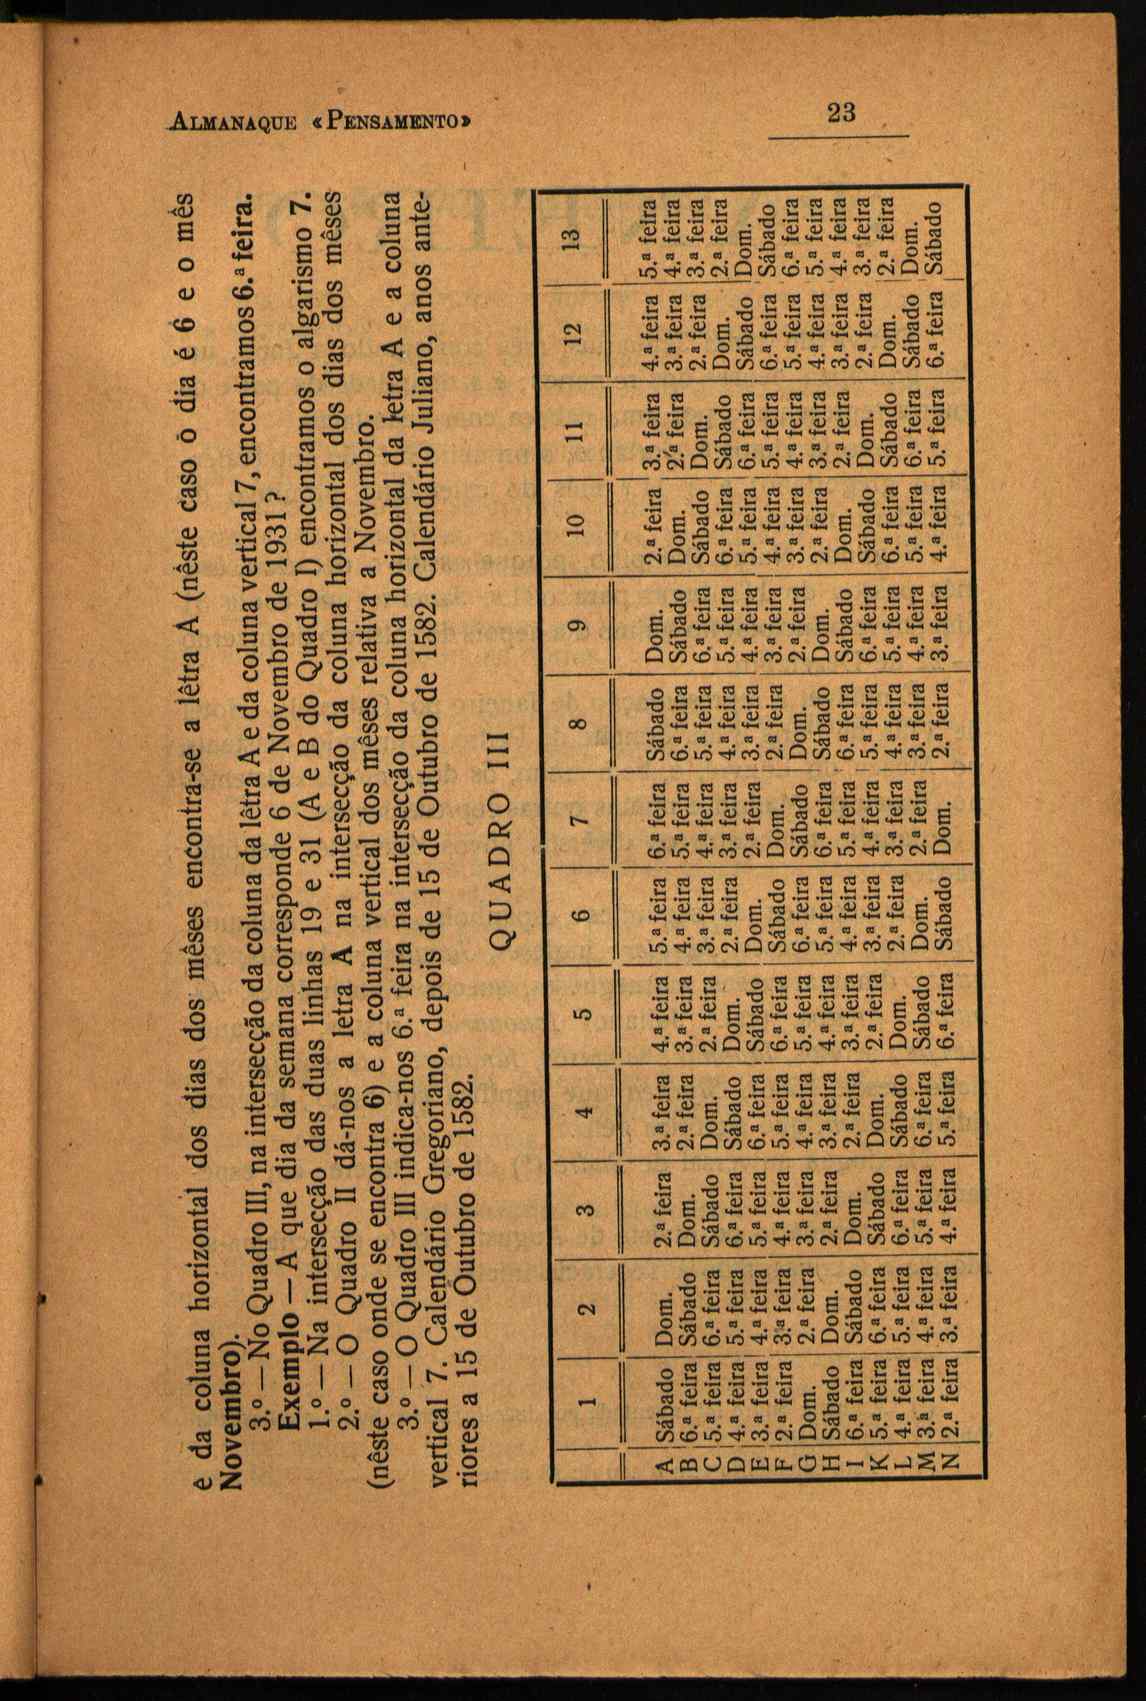 ALMANAQUE «PENSAMENTO»
23
e da coluna horizontal dos dias dos mêses encontra-se a lêtra A (nêste caso o dia é 6 e o mês
Novembro).
3.º — No Quadro III, na intersecção da coluna da lêtra A e da coluna vertical 7, encontramos 6.ª feira.
Exemplo — A que dia da semana corresponde 6 de Novembro de 1931?
1.º — Na intersecção das duas linhas 19 e 31 (A e B do Quadro I) encontramos o algarismo 7.
2.º — O Quadro II dá-nos a letra A na intersecção da coluna horizontal dos dias dos mêses
(nêste caso onde se encontra 6) e a coluna vertical dos mêses relativa a Novembro.
3.º — O Quadro III indica-nos 6.ª feira na intersecção da coluna horizontal da letra A e a coluna
vertical 7. Calendário Gregoriano, depois de 15 de Outubro de 1582. Calendário Juliano, anos ante-
riores a 15 de Outubro de 1582.
QUADRO III
1 2 3 4 5 6 7 8 9 10 11 12 13
A Sábado Dom. 2.ª feira 3.ª feira 4.ª feira 5.ª feira 6.ª feira Sábado Dom. 2.ª feira 3.ª feira 4.ª feira 5.ª feira
B 6.ª feira Sábado Dom. 2.ª feira 3.ª feira 4.ª feira 5.ª feira 6.ª feira Sábado Dom. 2.ª feira 3.ª feira 4.ª feira
C 5.ª feira 6.ª feira Sábado Dom. 2.ª feira 3.ª feira 4.ª feira 5.ª feira 6.ª feira Sábado Dom. 2.ª feira 3.ª feira
D 4.ª feira 5.ª feira 6.ª feira Sábado Dom. 2.ª feira 3.ª feira 4.ª feira 5.ª feira 6.ª feira Sábado Dom. 2.ª feira
E 3.ª feira 4.ª feira 5.ª feira 6.ª feira Sábado Dom. 2.ª feira 3.ª feira 4.ª feira 5.ª feira 6.ª feira Sábado Dom.
F 2.ª feira 3.ª feira 4.ª feira 5.ª feira 6.ª feira Sábado Dom. 2.ª feira 3.ª feira 4.ª feira 5.ª feira 6.ª feira Sábado
G Dom. 2.ª feira 3.ª feira 4.ª feira 5.ª feira 6.ª feira Sábado Dom. 2.ª feira 3.ª feira 4.ª feira 5.ª feira 6.ª feira
H Sábado Dom. 2.ª feira 3.ª feira 4.ª feira 5.ª feira 6.ª feira Sábado Dom. 2.ª feira 3.ª feira 4.ª feira 5.ª feira
I 6.ª feira Sábado Dom. 2.ª feira 3.ª feira 4.ª feira 5.ª feira 6.ª feira Sábado Dom. 2.ª feira 3.ª feira 4.ª feira
K 5.ª feira 6.ª feira Sábado Dom. 2.ª feira 3.ª feira 4.ª feira 5.ª feira 6.ª feira Sábado Dom. 2.ª feira 3.ª feira
L 4.ª feira 5.ª feira 6.ª feira Sábado Dom. 2.ª feira 3.ª feira 4.ª feira 5.ª feira 6.ª feira Sábado Dom. 2.ª feira
M 3.ª feira 4.ª feira 5.ª feira 6.ª feira Sábado Dom. 2.ª feira 3.ª feira 4.ª feira 5.ª feira 6.ª feira Sábado Dom.
N 2.ª feira 3.ª feira 4.ª feira 5.ª feira 6.ª feira Sábado Dom. 2.ª feira 3.ª feira 4.ª feira 5.ª feira 6.ª feira Sábado